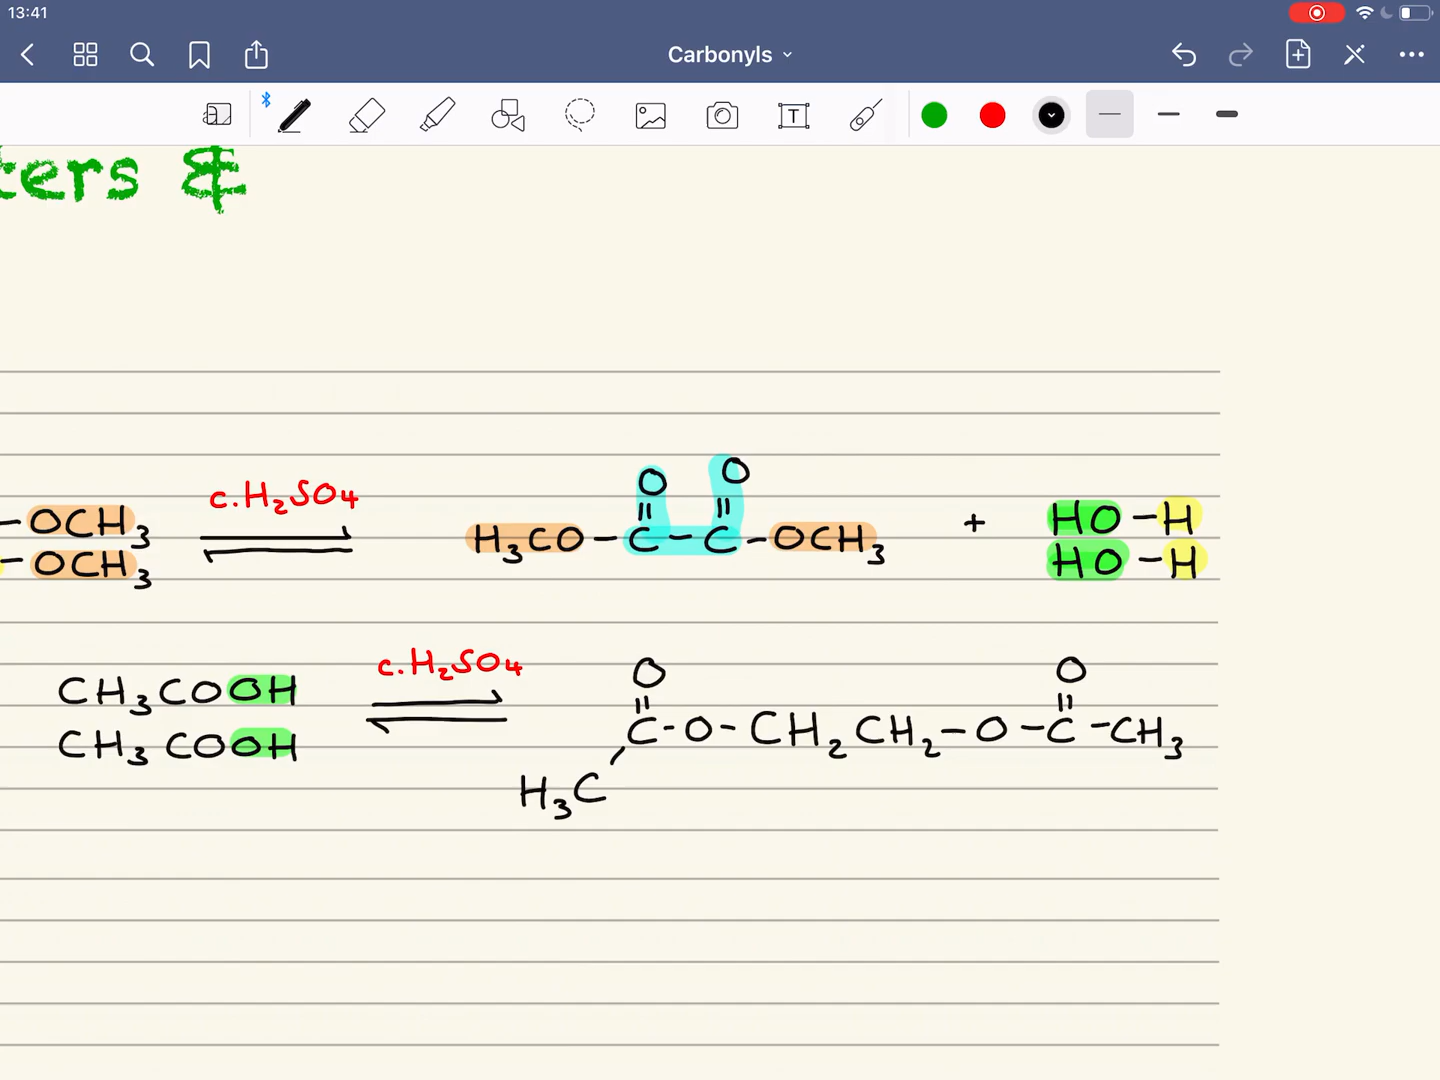 13:41
Carbonyls
T
ters &
c.H₂SO₄
O O
-OCH₃ H₃CO-C-C-OCH₃ + HO-H
-OCH₃ HO-H
c.H₂SO₄
O O
CH₃COOH
C-O-CH₂CH₂-O-C-CH₃
CH₃COOH
H₃C